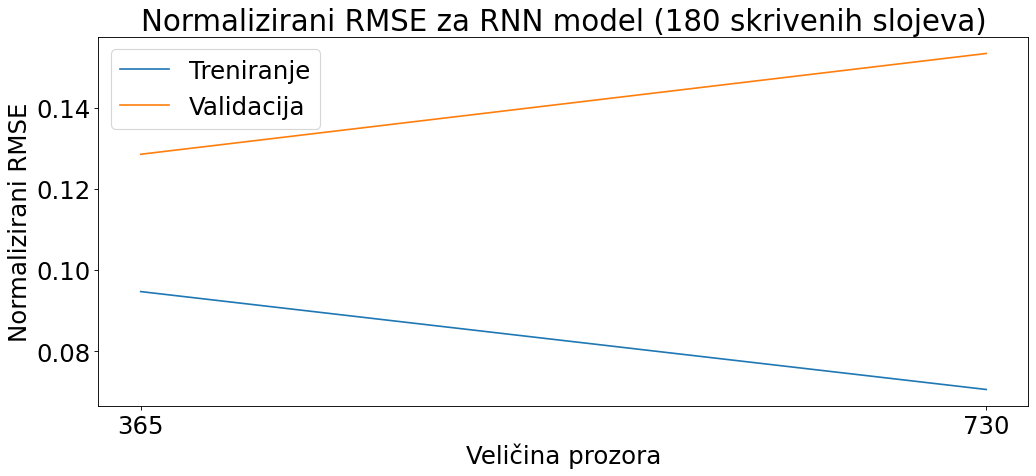 Normalizirani RMSE za RNN model (180 skrivenih slojeva)
Treniranje
Validacija
Normalizirani RMSE
0.14
0.12
0.10
0.08
365
730
Veličina prozora